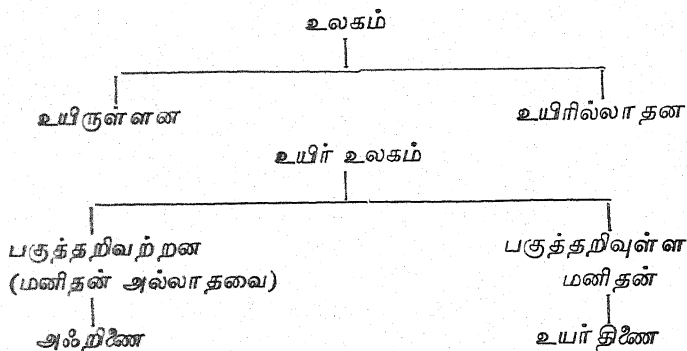 உலகம்
உயிருள்ளன உயிரில்லாதன
உயிர் உலகம்
பகுத்தறிவற்றன பகுத்தறிவுள்ள
(மனிதன் அல்லாதவை) மனிதன்
அஃறிணை உயர்திணை